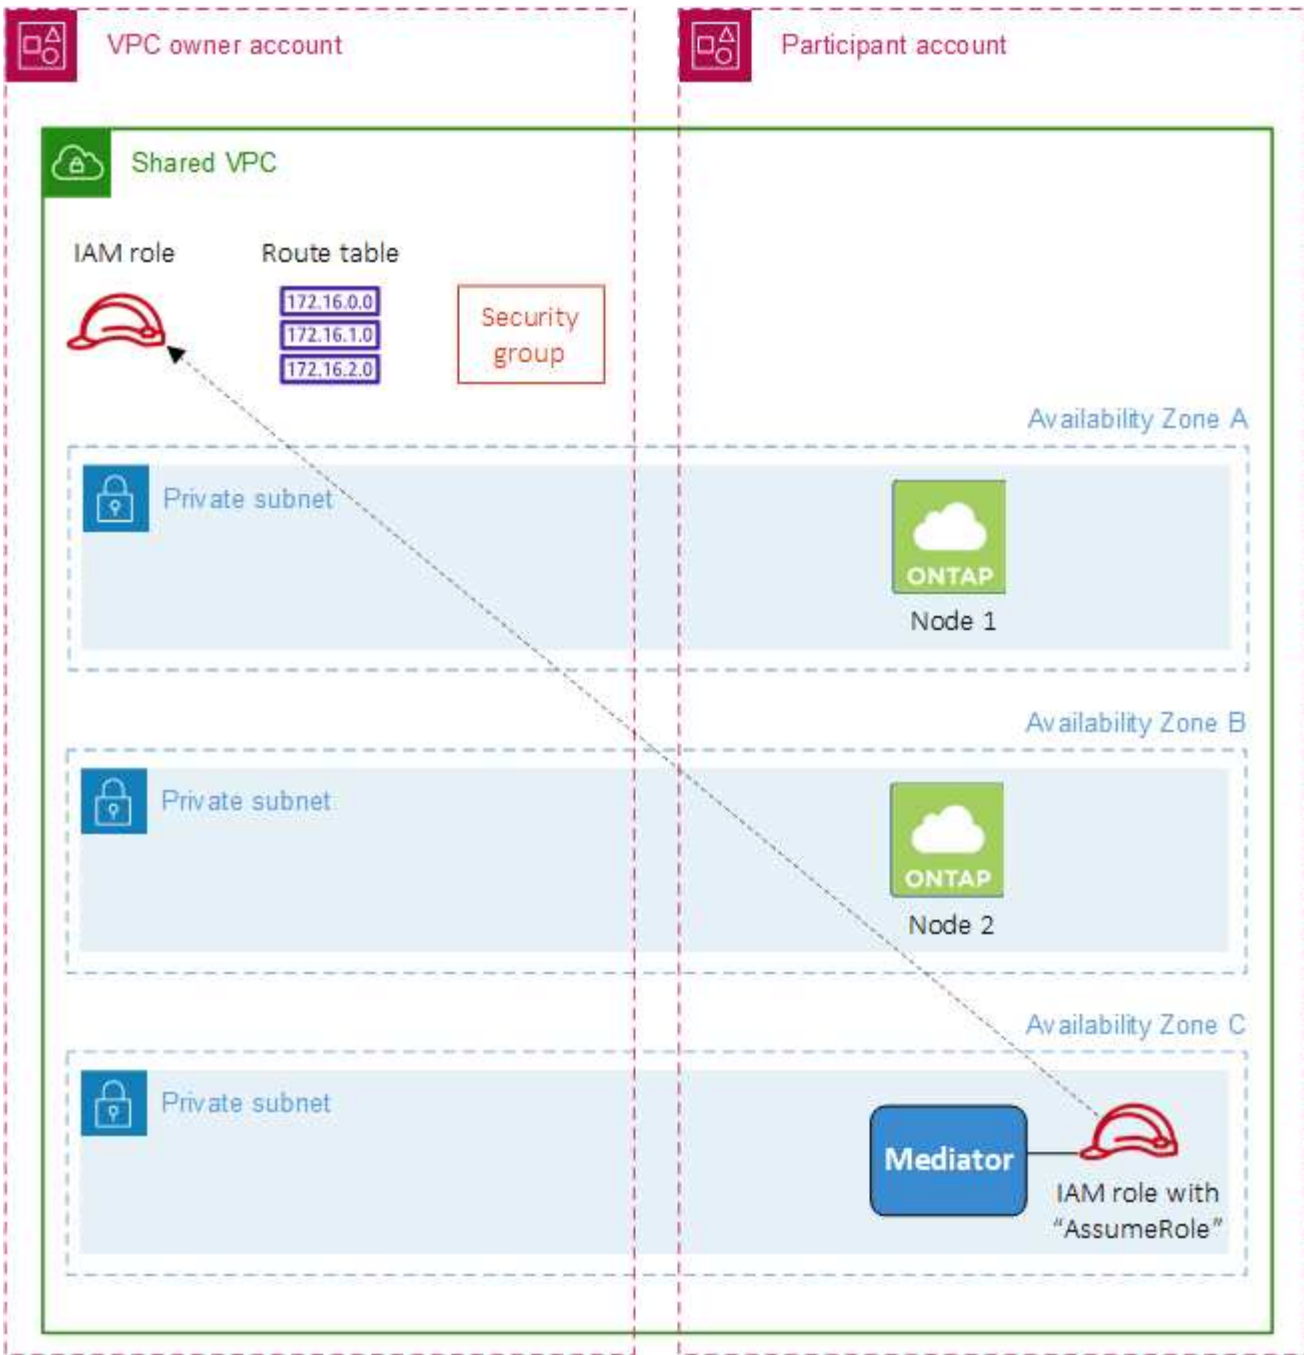 VPC owner account
Participant account
Shared VPC
IAM role
Route table
172.16.0.0
172.16.1.0
172.16.2.0
Security
group
Availability Zone A
Private subnet
ONTAP
Node 1
Availability Zone B
Private subnet
ONTAP
Node 2
Availability Zone C
Private subnet
Mediator
IAM role with
“AssumeRole”